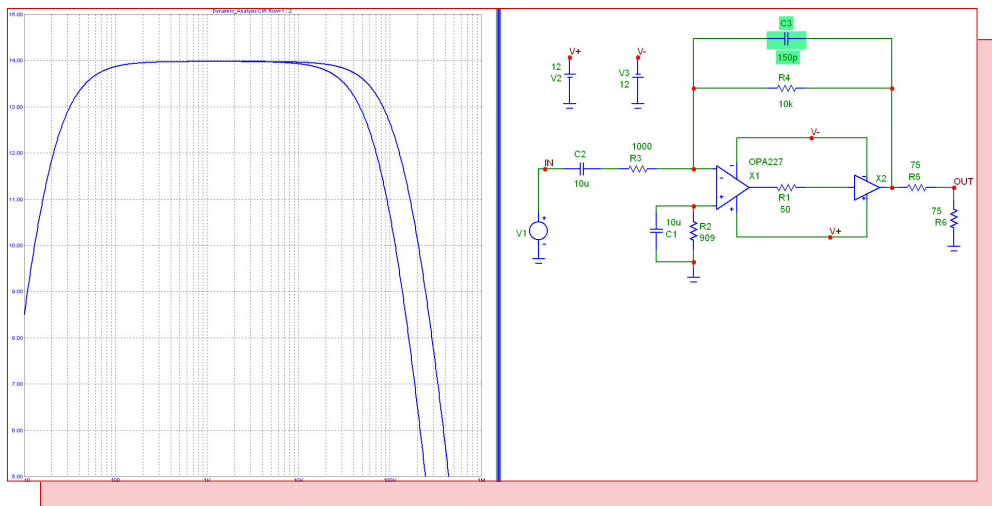 Dynamic_Analysis.CIR Run=1...2
15.00
14.00
13.00
12.00
11.00
10.00
9.00
8.00
7.00
6.00
5.00
10 100 1K 10K 100K 1M
C3
150p
R4
10k
V+
12
V2
V-
V3
12
IN
C2
10u
1000
R3
V1
OPA227
X1
V-
R1
50
X2
V+
10u
C1
R2
909
75
R5
OUT
75
R6